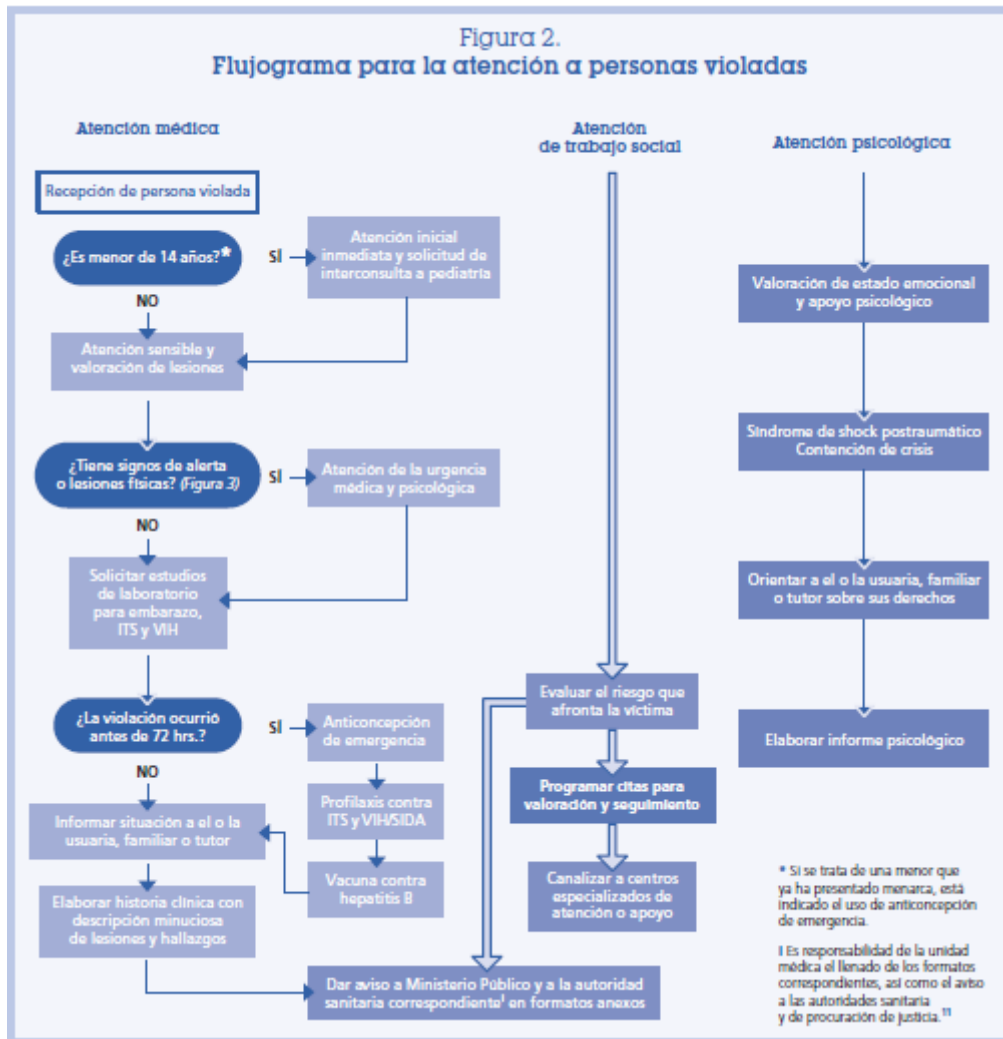 Figura 2.
Flujograma para la atención a personas violadas
Atención médica
Recepción de persona violada
¿Es menor de 14 años?*
SÍ
Atención inicial
inmediata y solicitud de
interconsulta a pediatría
NO
Atención sensible y
valoración de lesiones
¿Tiene signos de alerta
o lesiones físicas? (Figura 3)
SÍ
Atención de la urgencia
médica y psicológica
NO
Solicitar estudios
de laboratorio
para embarazo,
ITS y VIH
¿La violación ocurrió
antes de 72 hrs.?
SÍ
Anticoncepción
de emergencia
Profilaxis contra
ITS y VIH/SIDA
Vacuna contra
hepatitis B
NO
Informar situación a el o la
usuaria, familiar o tutor
Elaborar historia clínica con
descripción minuciosa
de lesiones y hallazgos
Atención
de trabajo social
Evaluar el riesgo que
afronta la víctima
Programar citas para
valoración y seguimiento
Canalizar a centros
especializados de
atención o apoyo
Dar aviso a Ministerio Público y a la autoridad
sanitaria correspondiente¹ en formatos anexos
Atención psicológica
Valoración de estado emocional
y apoyo psicológico
Síndrome de shock postraumático
Contención de crisis
Orientar a el o la usuaria, familiar
o tutor sobre sus derechos
Elaborar informe psicológico
* Si se trata de una menor que
ya ha presentado menarca, está
indicado el uso de anticoncepción
de emergencia.
I Es responsabilidad de la unidad
médica el llenado de los formatos
correspondientes, así como el aviso
a las autoridades sanitaria
y de procuración de justicia.¹¹